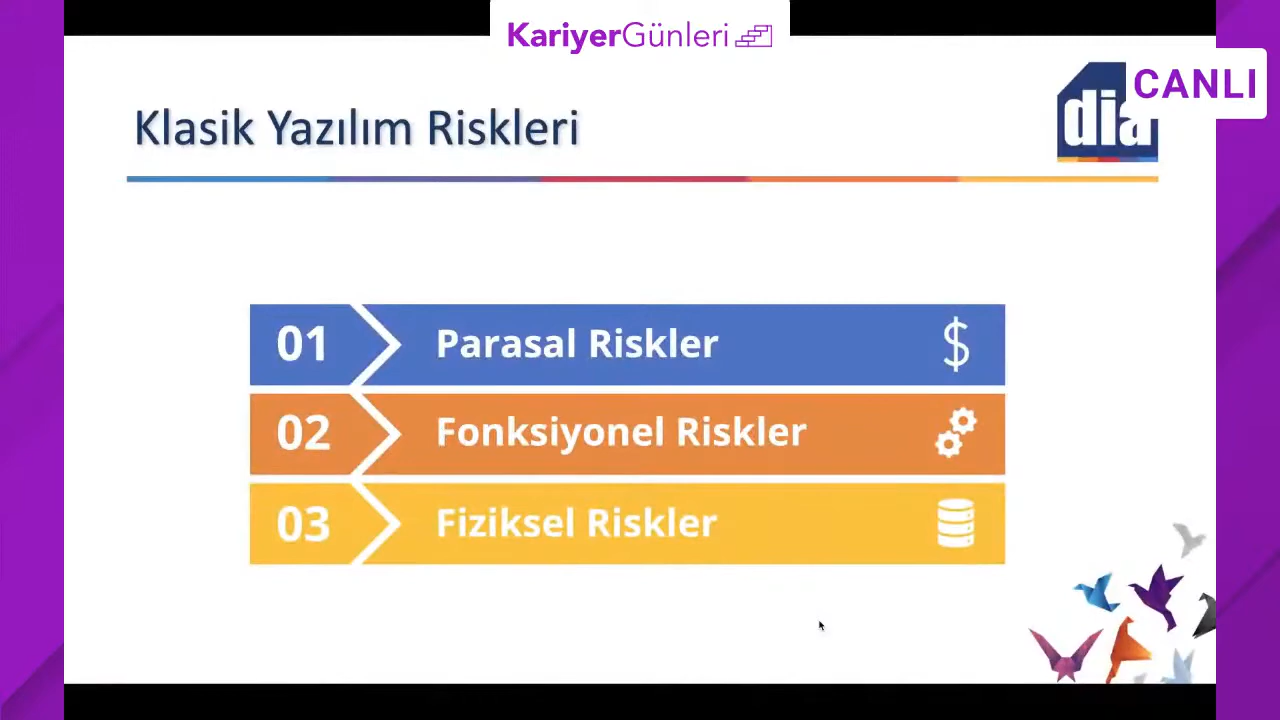 KariyerGünleri
CANLI
dia
Klasik Yazılım Riskleri
01 Parasal Riskler $
02 Fonksiyonel Riskler
03 Fiziksel Riskler